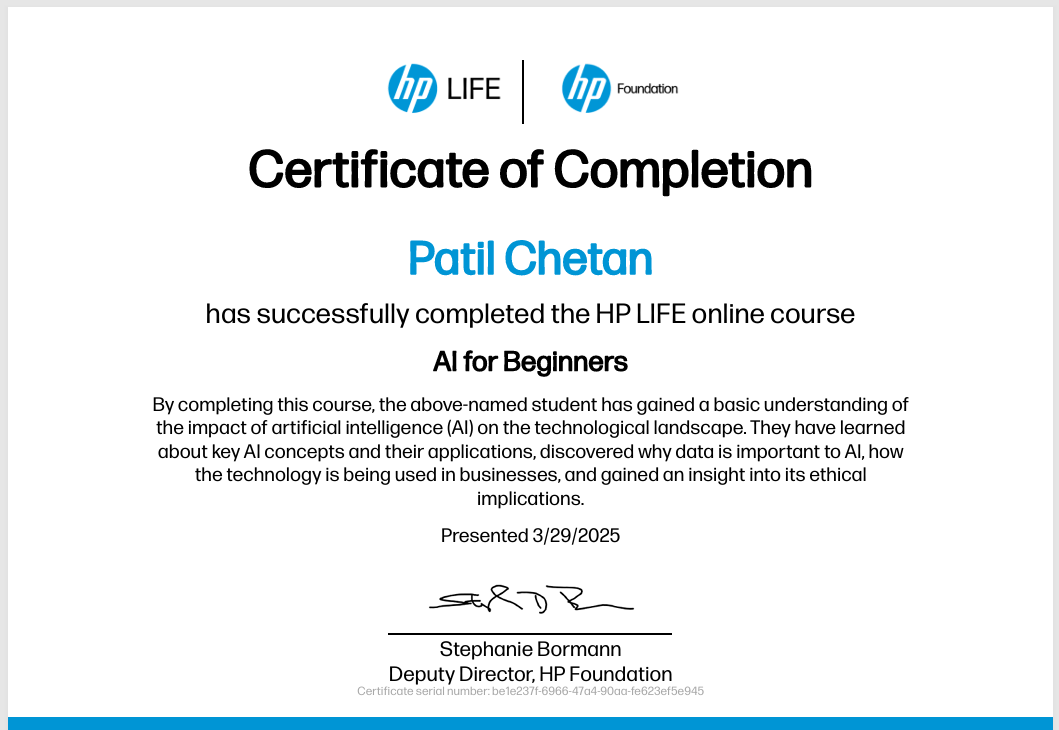 hp LIFE hp Foundation
Certificate of Completion
Patil Chetan
has successfully completed the HP LIFE online course
AI for Beginners
By completing this course, the above-named student has gained a basic understanding of
the impact of artificial intelligence (AI) on the technological landscape. They have learned
about key AI concepts and their applications, discovered why data is important to AI, how
the technology is being used in businesses, and gained an insight into its ethical
implications.
Presented 3/29/2025
Stephanie Bormann
Deputy Director, HP Foundation
Certificate serial number: be1e237f-6966-47a4-90aa-fe623ef5e945